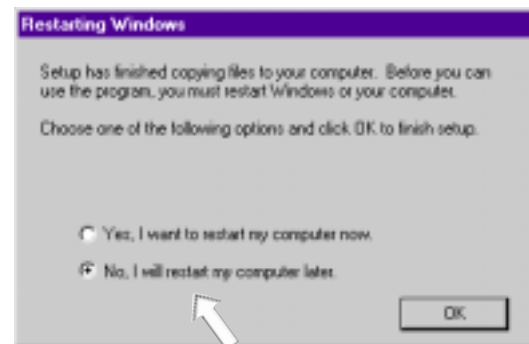 Restarting Windows
Setup has finished copying files to your computer. Before you can
use the program, you must restart Windows or your computer.
Choose one of the following options and click OK to finish setup.
Yes, I want to restart my computer now.
No, I will restart my computer later.
OK